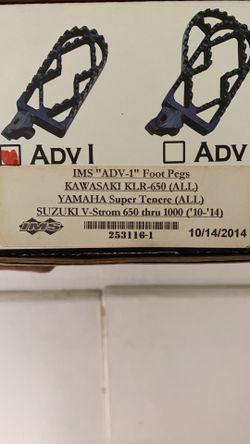 ADV I
ADV
IMS "ADV-1" Foot Pegs
KAWASAKI KLR-650 (ALL)
YAMAHA Super Tenere (ALL)
SUZUKI V-Strom 650 thru 1000 ('10-'14)
IMS
253116-1
10/14/2014